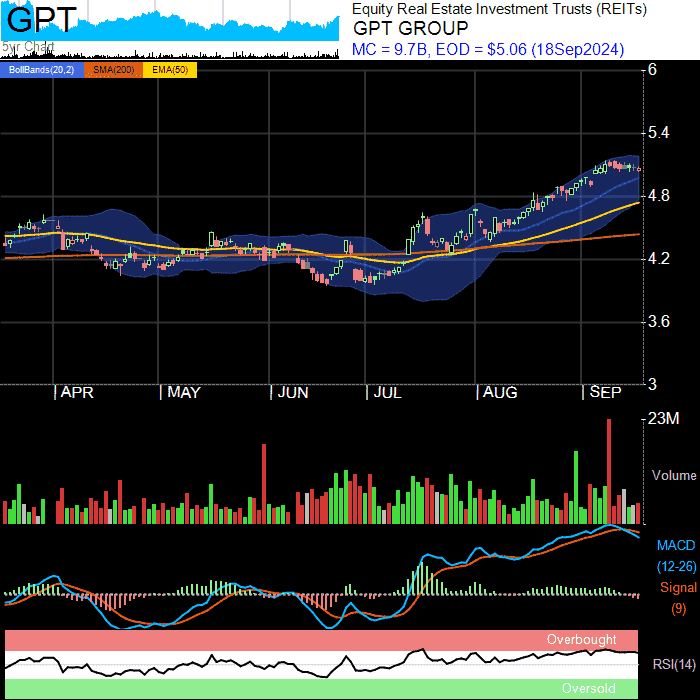 GPT
5yr Chart
Equity Real Estate Investment Trusts (REITs)
GPT GROUP
MC = 9.7B, EOD = $5.06 (18Sep2024)
BollBands(20,2) SMA(200) EMA(50)
6
5.4
4.8
4.2
3.6
3
APR MAY JUN JUL AUG SEP
23M
Volume
MACD
(12-26)
Signal
(9)
Overbought
RSI(14)
Oversold